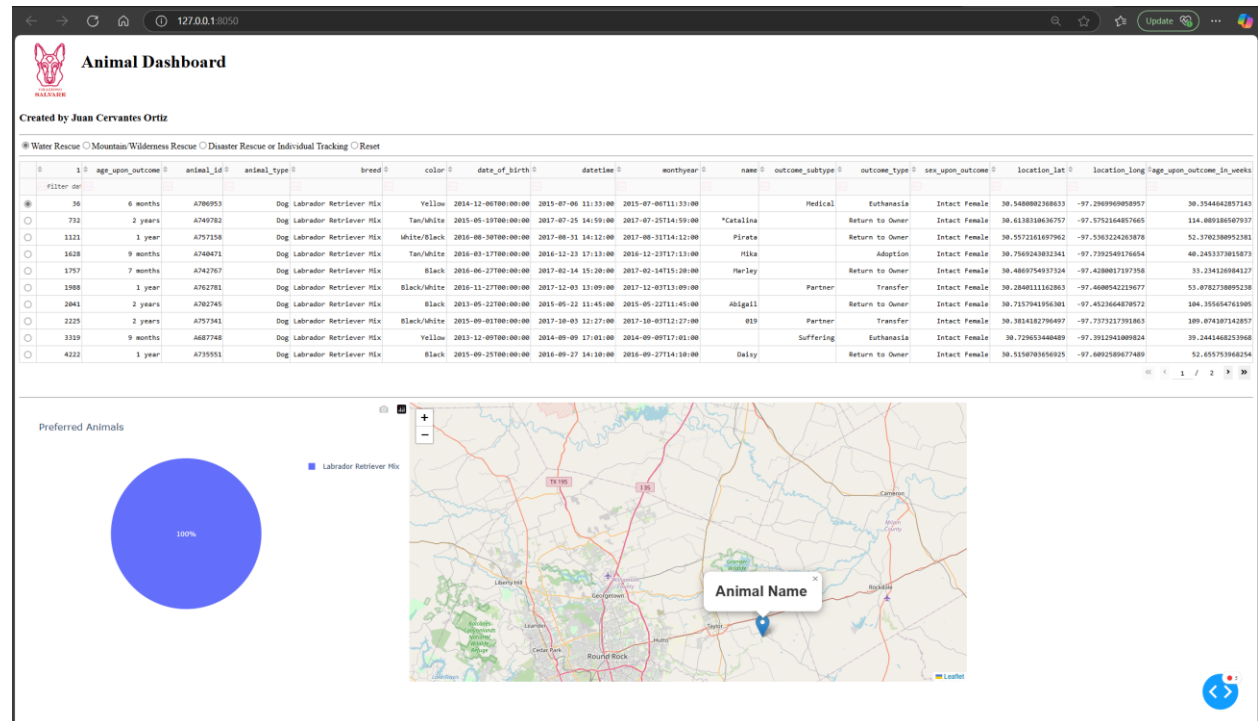 127.0.0.1:8050
Update
GRAZIOSO
SALVARE
Animal Dashboard
Created by Juan Cervantes Ortiz
Water Rescue Mountain/Wilderness Rescue Disaster Rescue or Individual Tracking Reset
1 age_upon_outcome animal_id animal_type breed color date_of_birth datetime monthyear name outcome_subtype outcome_type sex_upon_outcome location_lat location_long age_upon_outcome_in_weeks
filter dat
36 6 months A706953 Dog Labrador Retriever Mix Yellow 2014-12-06T00:00:00 2015-07-06 11:33:00 2015-07-06T11:33:00 Medical Euthanasia Intact Female 30.5480802368633 -97.2969969058957 30.3544642857143
732 2 years A749782 Dog Labrador Retriever Mix Tan/White 2015-05-19T00:00:00 2017-07-25 14:59:00 2017-07-25T14:59:00 *Catalina Return to Owner Intact Female 30.6138310636757 -97.5752164857665 114.089186507937
1121 1 year A757158 Dog Labrador Retriever Mix White/Black 2016-08-30T00:00:00 2017-08-31 14:12:00 2017-08-31T14:12:00 Pirata Return to Owner Intact Female 30.5572161697962 -97.5363224263878 52.3702380952381
1628 9 months A740471 Dog Labrador Retriever Mix Tan/White 2016-03-17T00:00:00 2016-12-23 17:13:00 2016-12-23T17:13:00 Mika Adoption Intact Female 30.7569243032341 -97.7392549176654 40.2453373015873
1757 7 months A742767 Dog Labrador Retriever Mix Black 2016-06-27T00:00:00 2017-02-14 15:20:00 2017-02-14T15:20:00 Marley Return to Owner Intact Female 30.4869754937324 -97.4280017197358 33.234126984127
1988 1 year A762781 Dog Labrador Retriever Mix Black/White 2016-11-27T00:00:00 2017-12-03 13:09:00 2017-12-03T13:09:00 Partner Transfer Intact Female 30.2840111162863 -97.4600542219677 53.0782738095238
2041 2 years A702745 Dog Labrador Retriever Mix Black 2013-05-22T00:00:00 2015-05-22 11:45:00 2015-05-22T11:45:00 Abigail Return to Owner Intact Female 30.7157941956301 -97.4523664870572 104.355654761905
2225 2 years A757341 Dog Labrador Retriever Mix Black/White 2015-09-01T00:00:00 2017-10-03 12:27:00 2017-10-03T12:27:00 019 Partner Transfer Intact Female 30.3814182796497 -97.7373217391863 109.074107142857
3319 9 months A687748 Dog Labrador Retriever Mix Yellow 2013-12-09T00:00:00 2014-09-09 17:01:00 2014-09-09T17:01:00 Suffering Euthanasia Intact Female 30.729653440489 -97.3912941009824 39.2441468253968
4222 1 year A735551 Dog Labrador Retriever Mix Black 2015-09-25T00:00:00 2016-09-27 14:10:00 2016-09-27T14:10:00 Daisy Return to Owner Intact Female 30.5150703656925 -97.6092589677489 52.655753968254
1 / 2
Preferred Animals
Labrador Retriever Mix
100%
+
−
TX 195
I 35
Cameron
Milam County
Granger Wildlife
Liberty Hill
Georgetown
Rockdale
Animal Name
×
Leander
Taylor
Balcones Canyonlands National Wildlife Refuge
Hutto
Cedar Park
Round Rock
Leaflet
3